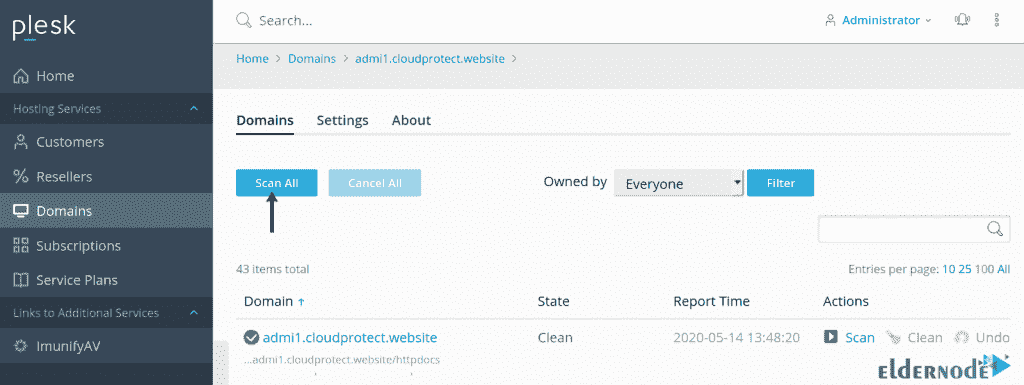 plesk
Search...
Administrator
Home
Hosting Services
Customers
Resellers
Domains
Subscriptions
Service Plans
Links to Additional Services
ImunifyAV
Home > Domains > admi1.cloudprotect.website >
Domains Settings About
Scan All Cancel All Owned by Everyone Filter
43 items total Entries per page: 10 25 100 All
Domain ↑ State Report Time Actions
admi1.cloudprotect.website Clean 2020-05-14 13:48:20 Scan Clean Undo
...admi1.cloudprotect.website/httpdocs
ELDERNODE